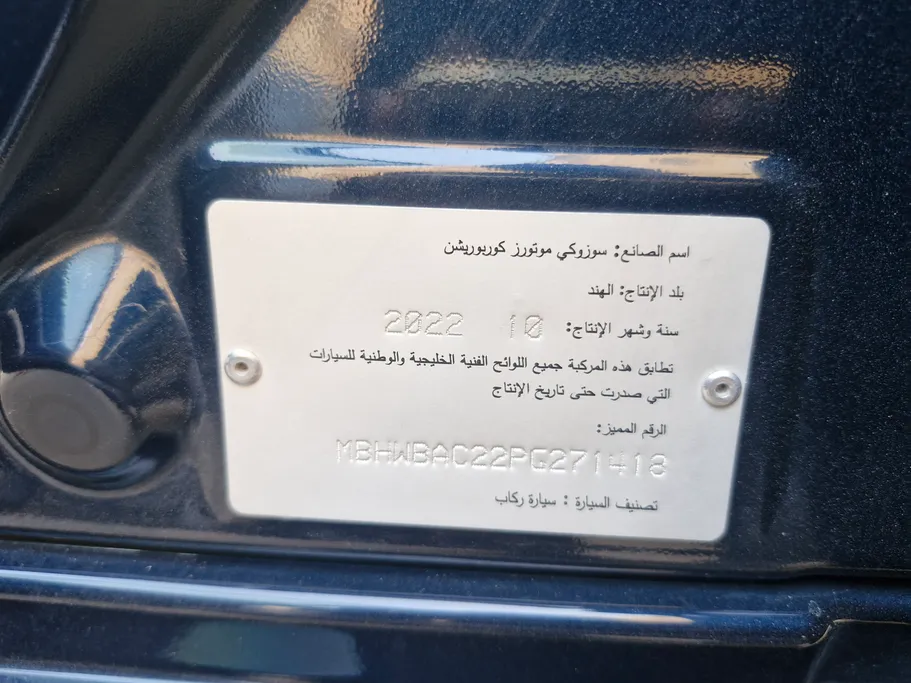 اسم الصانع: سوزوكي موتورز كوربوريشن
بلد الإنتاج: الهند
سنة وشهر الإنتاج: 10 2022
تطابق هذه المركبة جميع اللوائح الفنية الخليجية والوطنية للسيارات
التي صدرت حتى تاريخ الإنتاج
الرقم المميز:
MBHWBAC22PG271418
تصنيف السيارة : سيارة ركاب